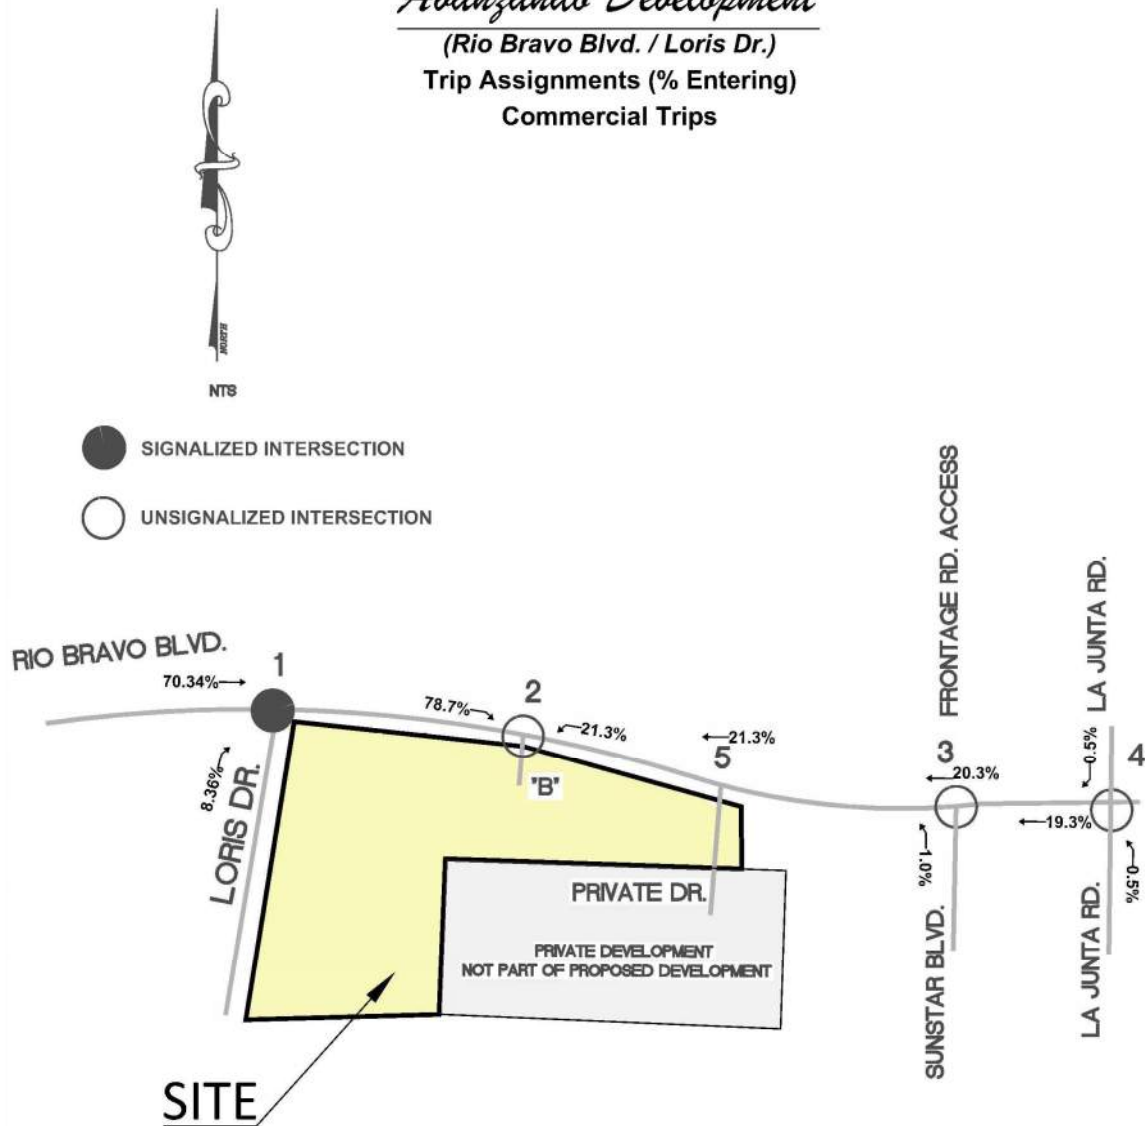 Avanzando Development
(Rio Bravo Blvd. / Loris Dr.)
Trip Assignments (% Entering)
Commercial Trips
NORTH
NTS
SIGNALIZED INTERSECTION
UNSIGNALIZED INTERSECTION
RIO BRAVO BLVD.
70.34%
1
8.36%
LORIS DR.
78.7%
2
21.3%
"B"
21.3%
5
PRIVATE DR.
PRIVATE DEVELOPMENT
NOT PART OF PROPOSED DEVELOPMENT
FRONTAGE RD. ACCESS
3
20.3%
1.0%
SUNSTAR BLVD.
LA JUNTA RD.
0.5%
4
19.3%
0.5%
LA JUNTA RD.
SITE